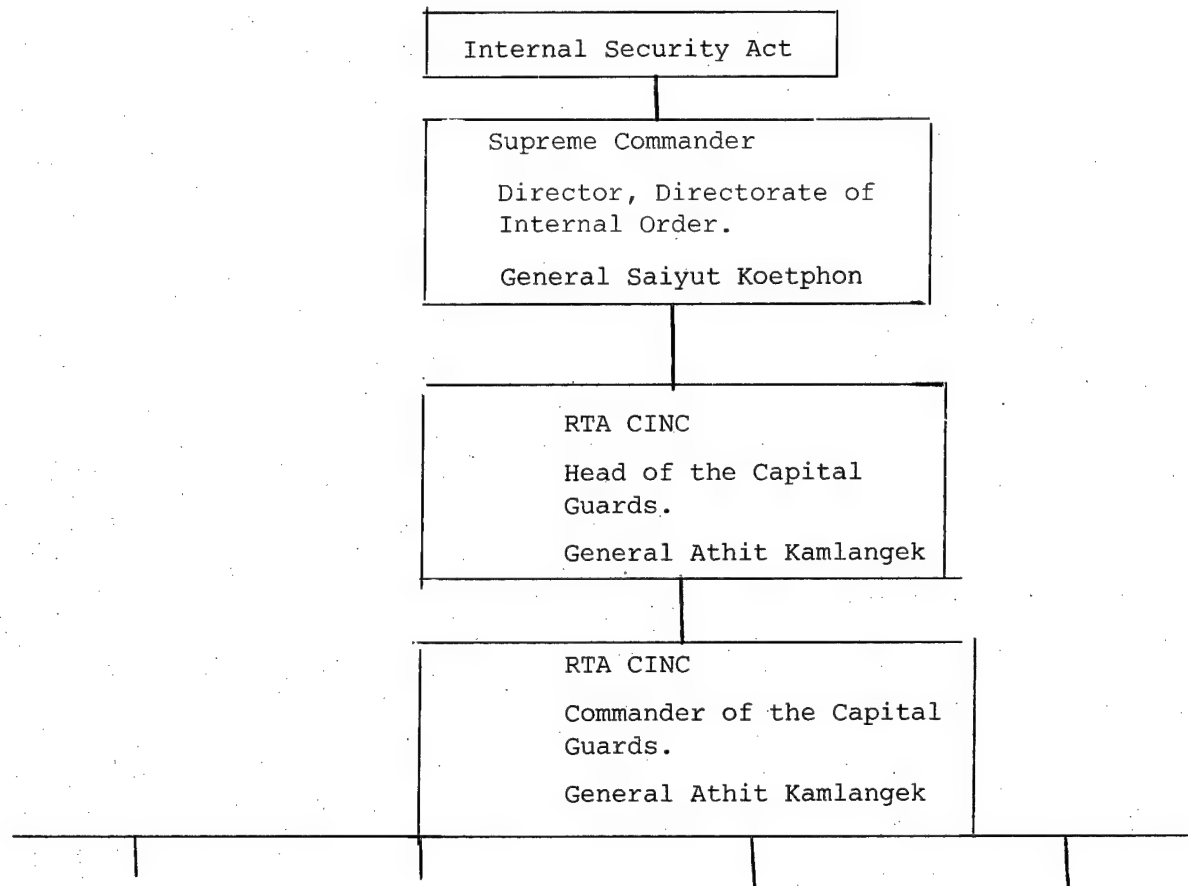 Internal Security Act
Supreme Commander
Director, Directorate of
Internal Order.
General Saiyut Koetphon
RTA CINC
Head of the Capital
Guards.
General Athit Kamlangek
RTA CINC
Commander of the Capital
Guards.
General Athit Kamlangek